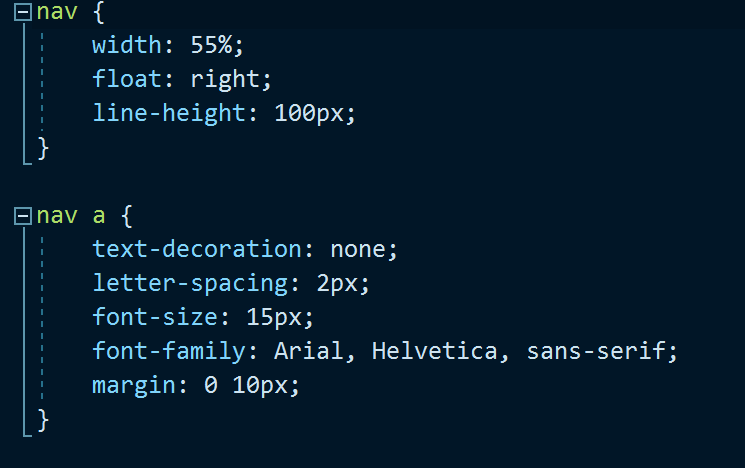 nav {
    width: 55%;
    float: right;
    line-height: 100px;
}

nav a {
    text-decoration: none;
    letter-spacing: 2px;
    font-size: 15px;
    font-family: Arial, Helvetica, sans-serif;
    margin: 0 10px;
}